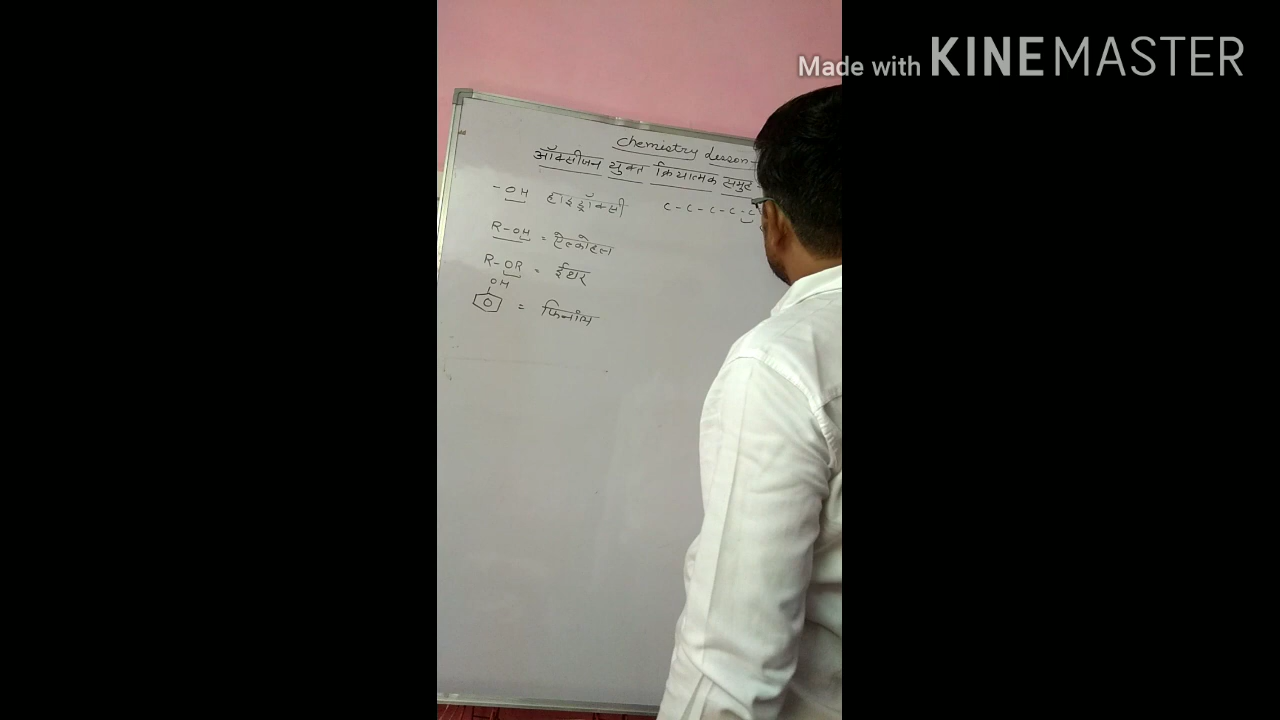 Made with KINEMASTER
chemistry Lesson-
ऑक्सीजन युक्त क्रियात्मक समुह
-OH हाइड्रॉक्सी
C-C-C-C-C
R-OH = ऐल्कोहल
R-OR = ईथर
OH
= फिनॉल